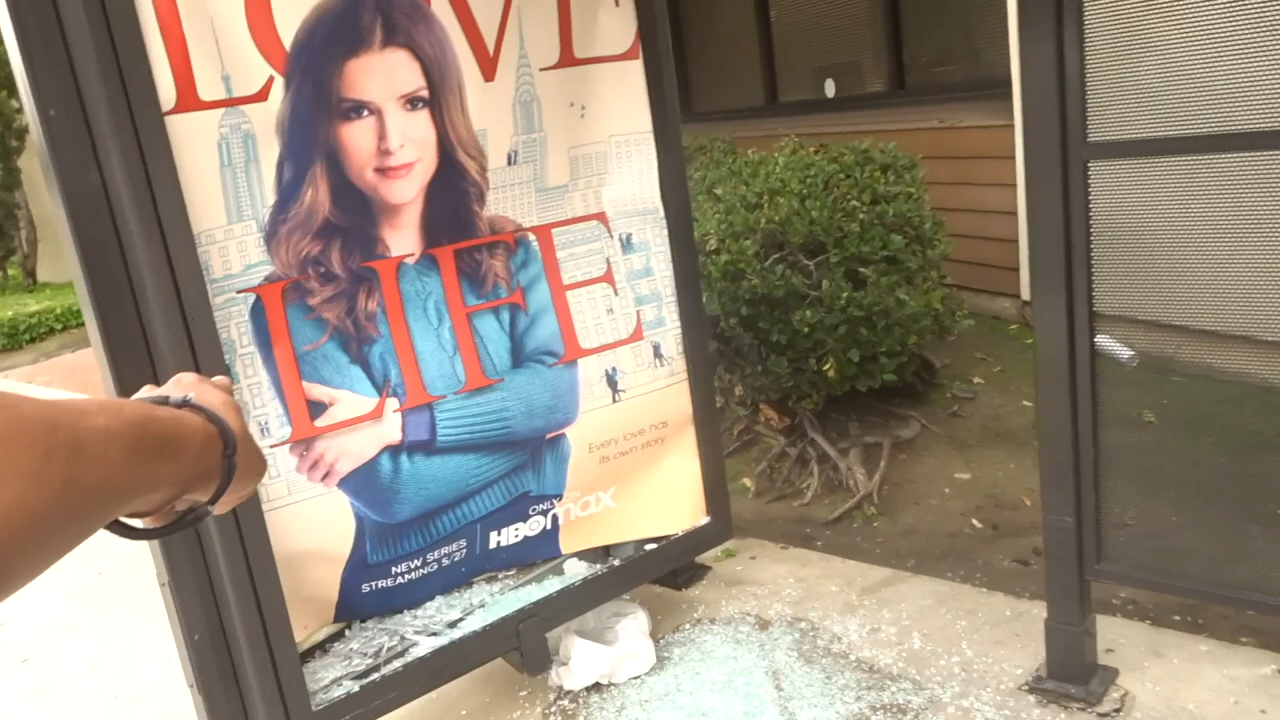 LOVE
LIFE
Every love has
its own story.
ONLY ON
HBOmax
NEW SERIES
STREAMING 5/27